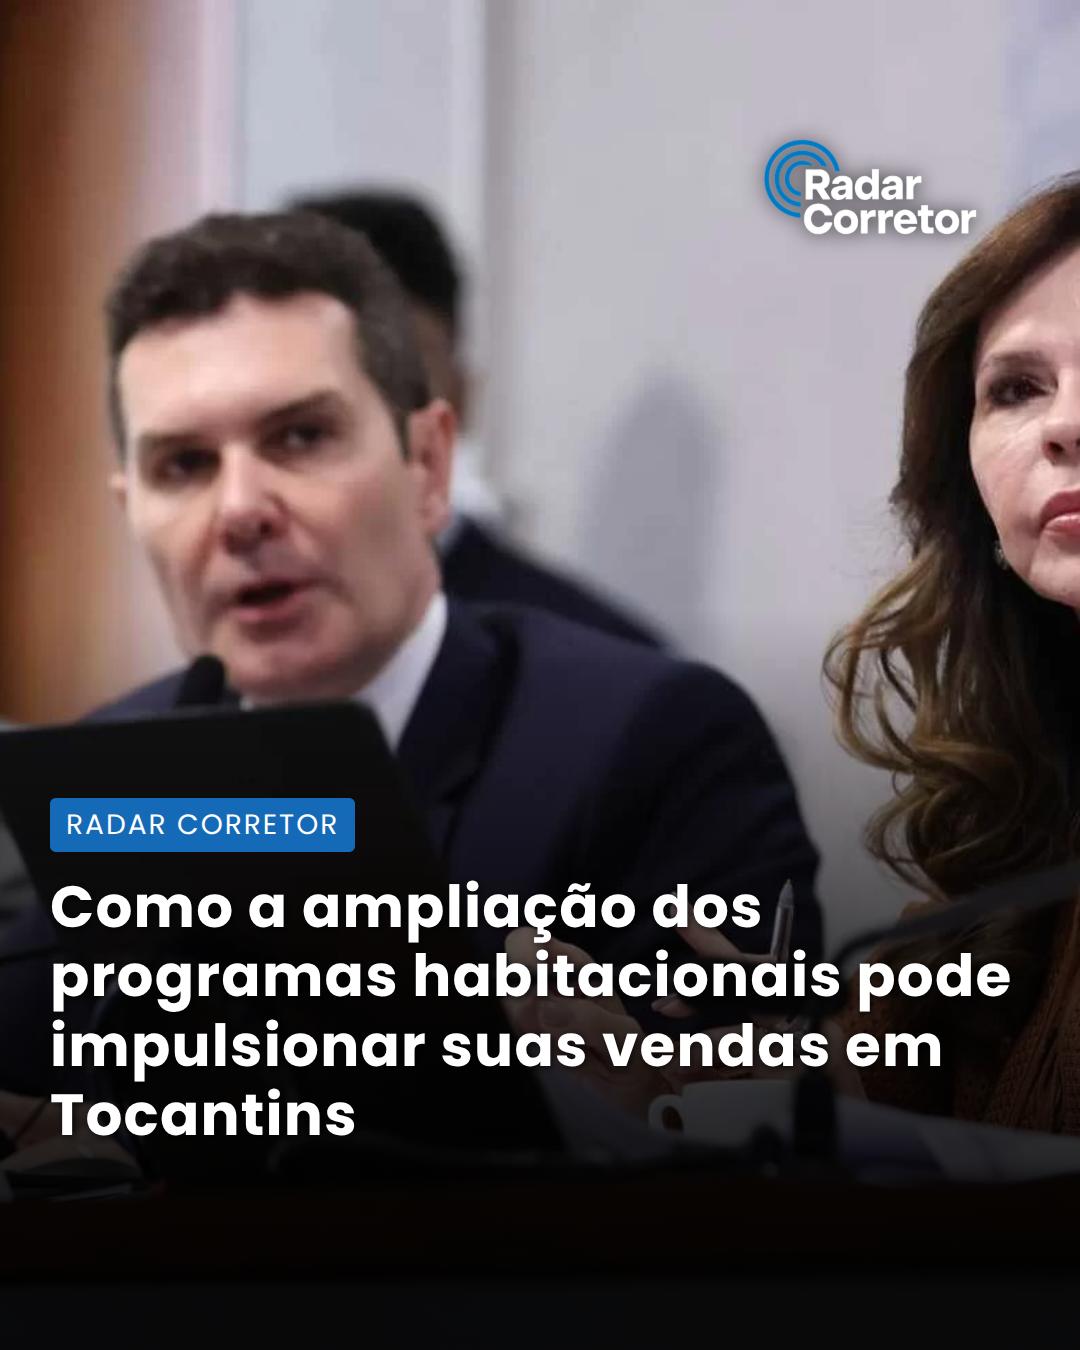 Radar
Corretor
RADAR CORRETOR
Como a ampliação dos
programas habitacionais pode
impulsionar suas vendas em
Tocantins